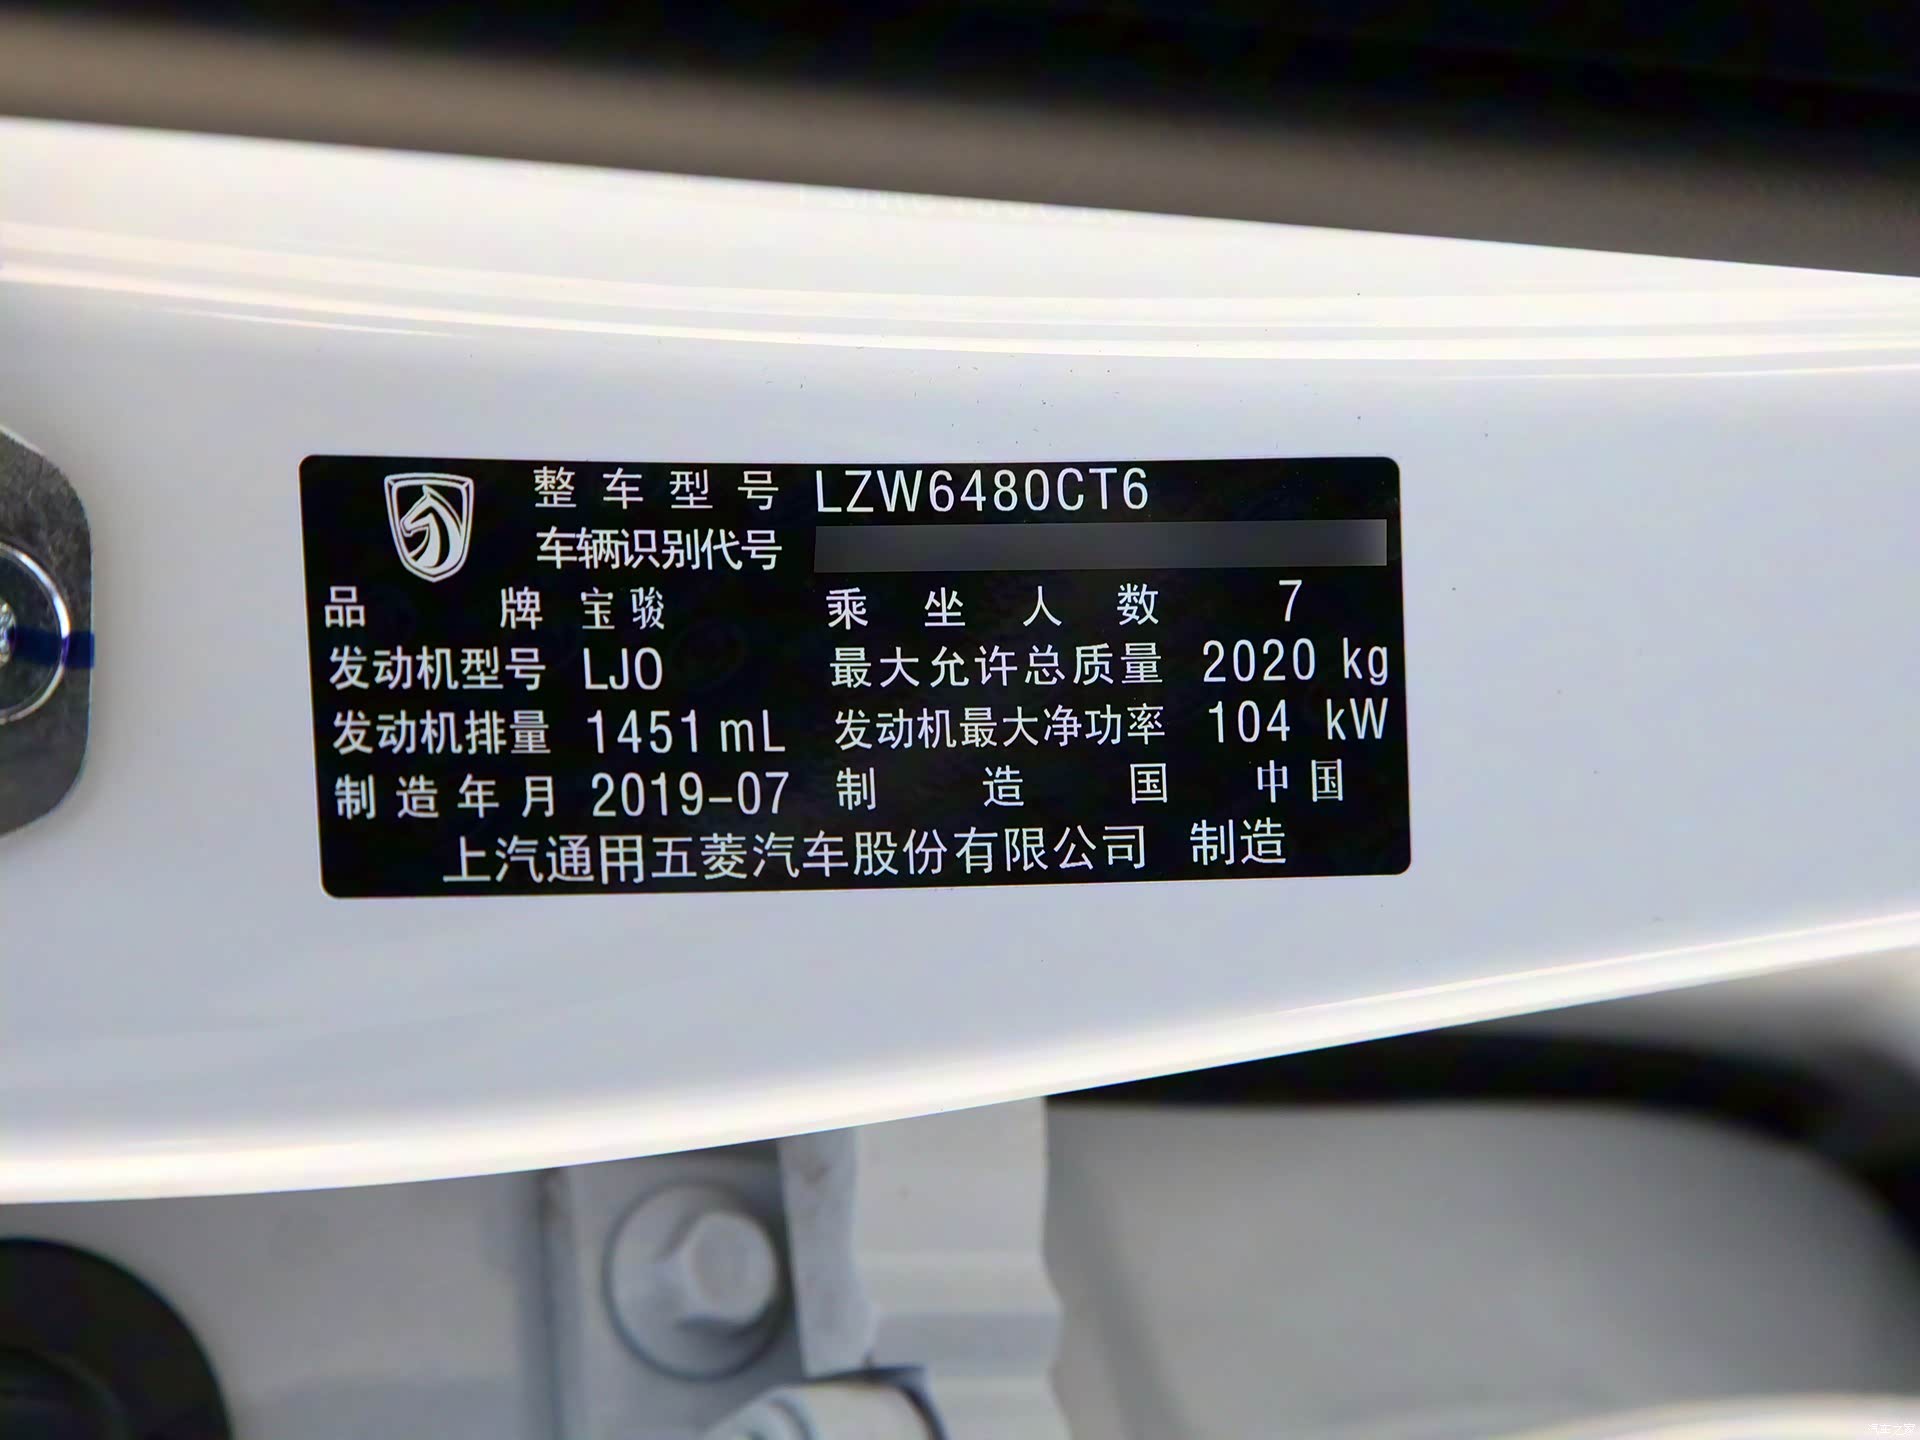 整车型号 LZW6480CT6
车辆识别代号
品牌 宝骏 乘坐人数 7
发动机型号 LJO 最大允许总质量 2020 kg
发动机排量 1451 mL 发动机最大净功率 104 kW
制造年月 2019-07 制造国 中国
上汽通用五菱汽车股份有限公司 制造
汽车之家